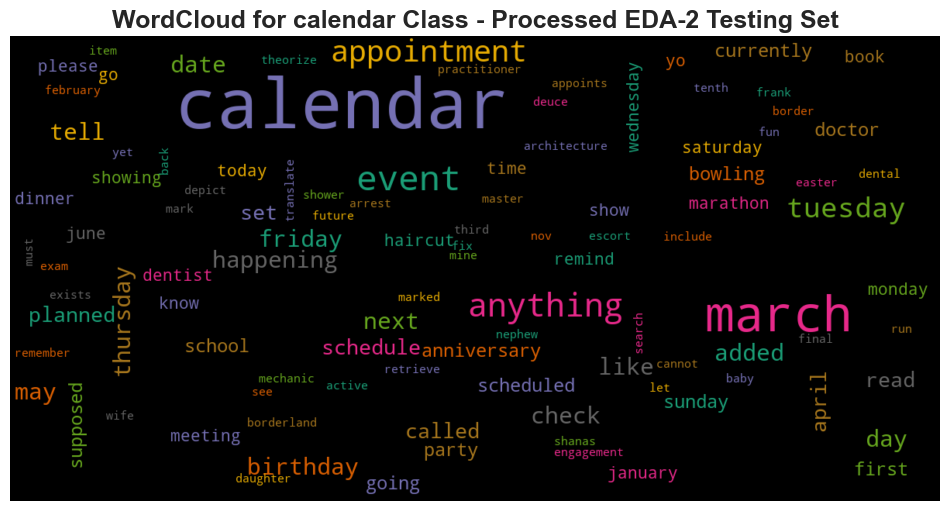 WordCloud for calendar Class - Processed EDA-2 Testing Set
item
please
go
february
date
theorize
appointment
practitioner
appoints
calendar
deuce
currently
yo
book
tenth
frank
border
wednesday
tell
yet
back
architecture
fun
doctor
saturday
showing
today
translate
event
time
bowling
easter
dental
dinner
depict
mark
set
shower
future
arrest
master
show
marathon
tuesday
june
friday
haircut
fix
third
mine
nov
escort
include
must
exam
happening
remind
dentist
thursday
exists
know
planned
marked
anything
march
monday
next
nephew
search
run
final
remember
school
schedule
anniversary
like
cannot
added
retrieve
may
mechanic
see
active
scheduled
let
baby
read
supposed
wife
borderland
check
sunday
april
meeting
called
party
shanas
engagement
day
birthday
daughter
going
january
first